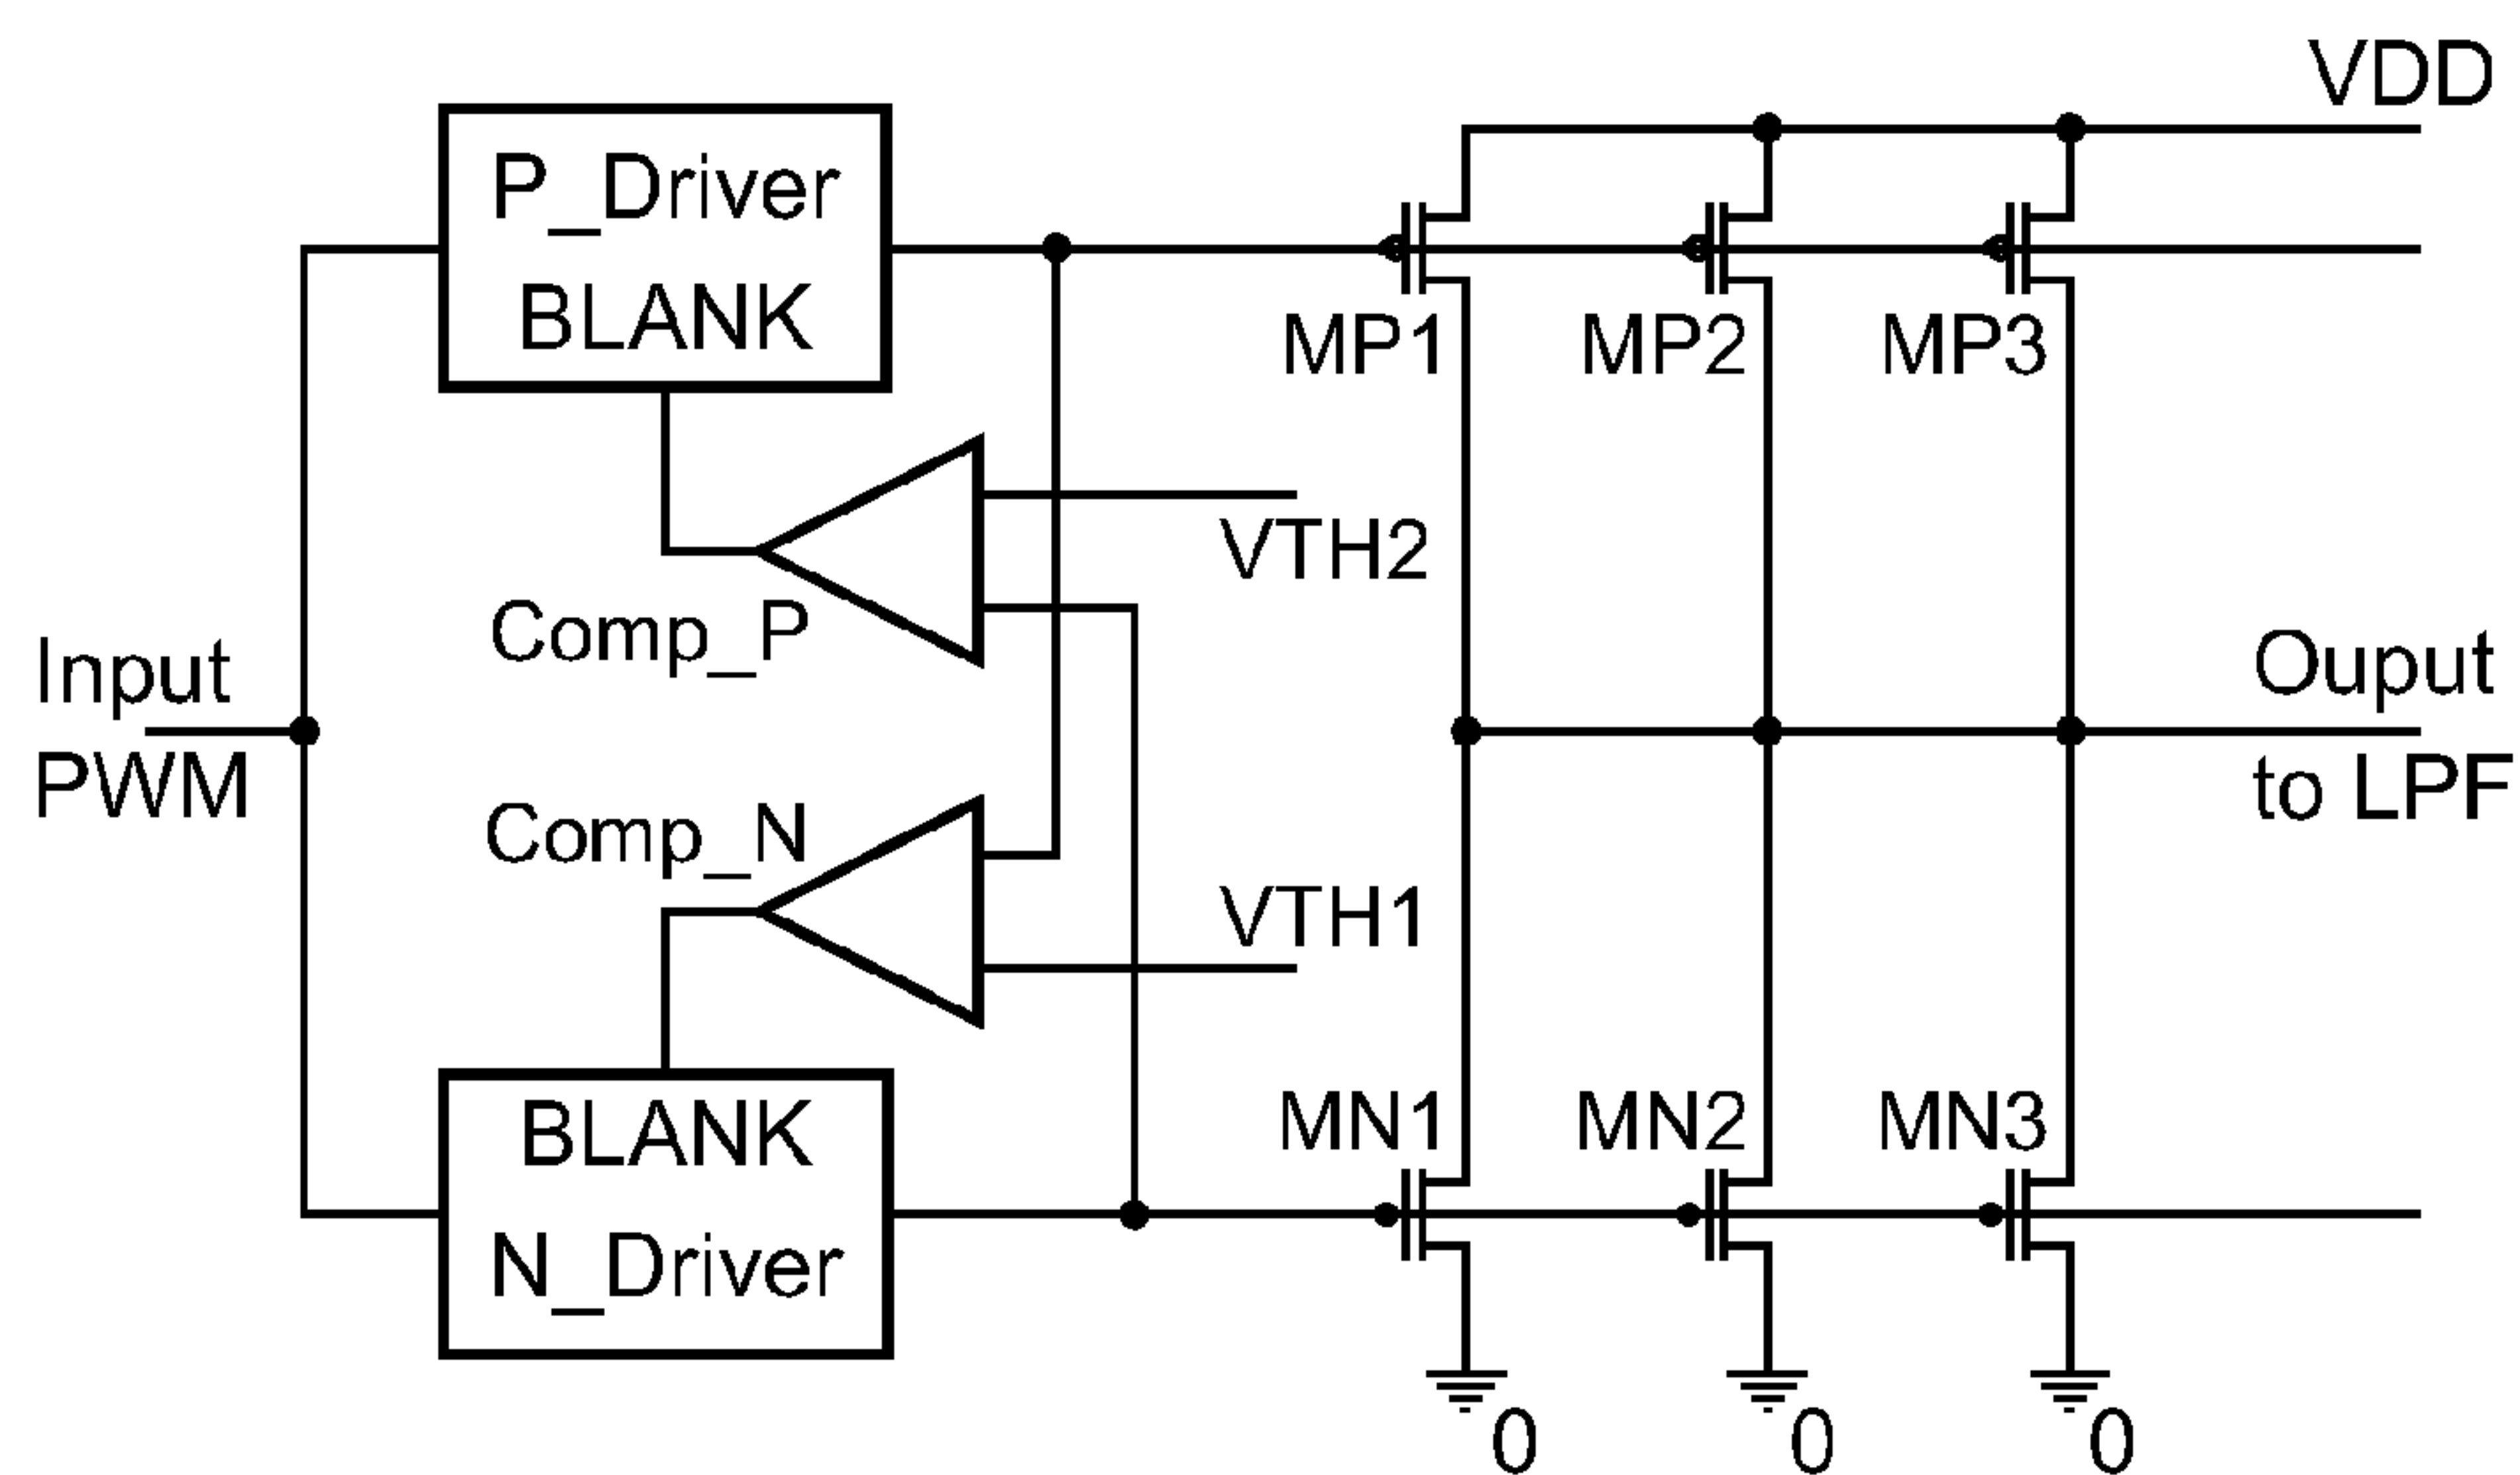 VDD
P_Driver
BLANK
MP1
MP2
MP3
VTH2
Comp_P
Input
PWM
Ouput
to LPF
Comp_N
VTH1
BLANK
N_Driver
MN1
MN2
MN3
0
0
0